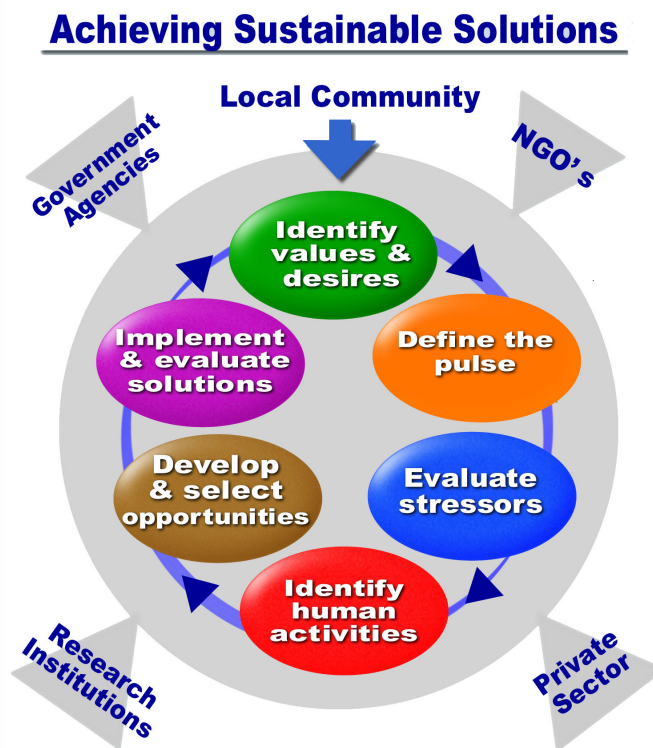 Achieving Sustainable Solutions
Local Community
Government
Agencies
NGO's
Identify
values &
desires
Define the
pulse
Evaluate
stressors
Identify
human
activities
Develop
& select
opportunities
Implement
& evaluate
solutions
Research
Institutions
Private
Sector